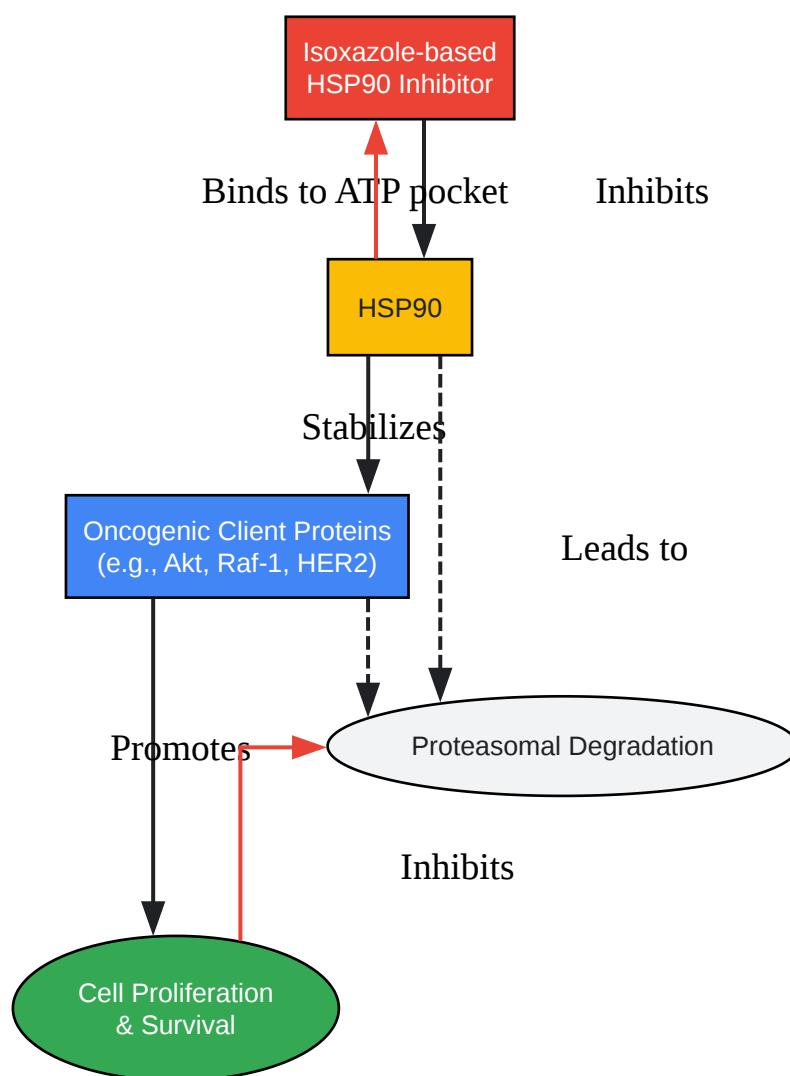 Isoxazole-based
HSP90 Inhibitor
Binds to ATP pocket
Inhibits
HSP90
Stabilizes
Oncogenic Client Proteins
(e.g., Akt, Raf-1, HER2)
Leads to
Promotes
Proteasomal Degradation
Inhibits
Cell Proliferation
& Survival